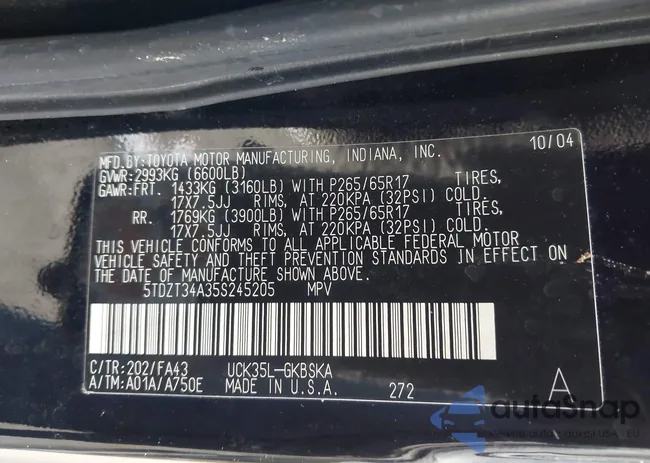 MFD.BY:TOYOTA MOTOR MANUFACTURING, INDIANA, INC. 10/04
GVWR:2993KG (6600LB)
GAWR:FRT. 1433KG (3160LB) WITH P265/65R17 TIRES,
17X7.5JJ RIMS, AT 220KPA (32PSI) COLD.
RR. 1769KG (3900LB) WITH P265/65R17 TIRES,
17X7.5JJ RIMS, AT 220KPA (32PSI) COLD.
THIS VEHICLE CONFORMS TO ALL APPLICABLE FEDERAL MOTOR
VEHICLE SAFETY AND THEFT PREVENTION STANDARDS IN EFFECT ON
THE DATE OF MANUFACTURE SHOWN ABOVE.
5TDZT34A35S245205 MPV
C/TR:202/FA43 UCK35L-GKBSKA
A/TM:A01A/A750E MADE IN U.S.A. 272 A
autoSnap